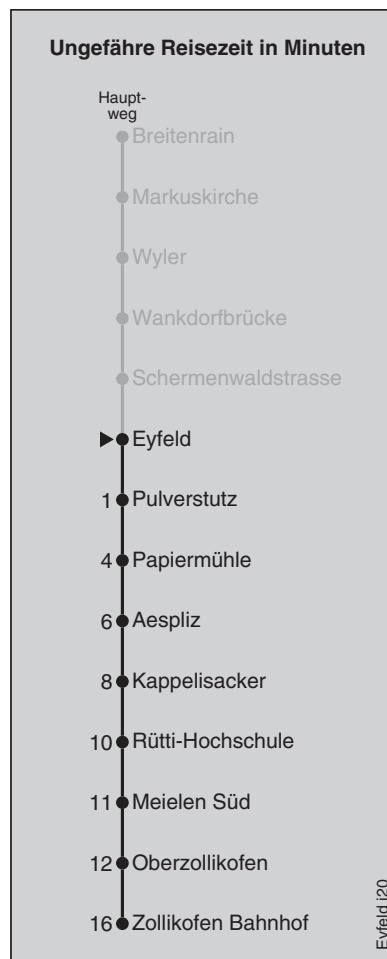 Ungefähre Reisezeit in Minuten
Haupt-
weg
Breitenrain
Markuskirche
Wyler
Wankdorfbrücke
Schermenwaldstrasse
Eyfeld
1 Pulverstutz
4 Papiermühle
6 Aespliz
8 Kappelisacker
10 Rütti-Hochschule
11 Meielen Süd
12 Oberzollikofen
16 Zollikofen Bahnhof
Eyfeld j20